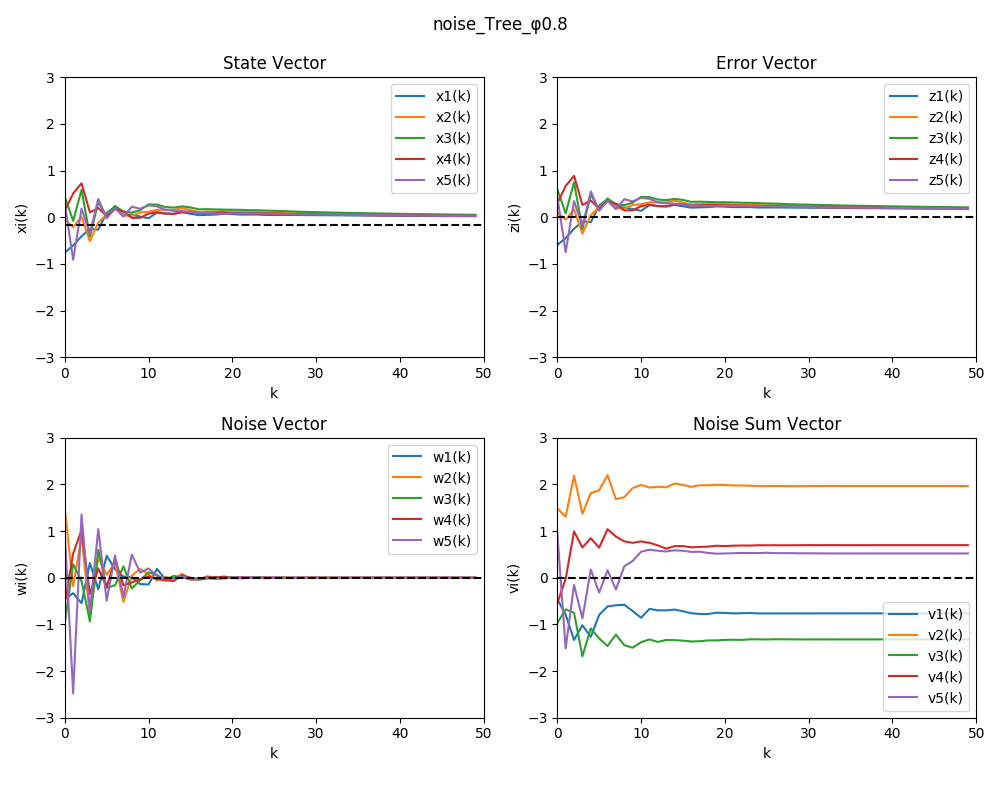 noise_Tree_φ0.8
State Vector
3
2
1
0
−1
−2
−3
xi(k)
0
10
20
30
40
50
k
x1(k)
x2(k)
x3(k)
x4(k)
x5(k)
Error Vector
3
2
1
0
−1
−2
−3
zi(k)
0
10
20
30
40
50
k
z1(k)
z2(k)
z3(k)
z4(k)
z5(k)
Noise Vector
3
2
1
0
−1
−2
−3
wi(k)
0
10
20
30
40
50
k
w1(k)
w2(k)
w3(k)
w4(k)
w5(k)
Noise Sum Vector
3
2
1
0
−1
−2
−3
vi(k)
0
10
20
30
40
50
k
v1(k)
v2(k)
v3(k)
v4(k)
v5(k)